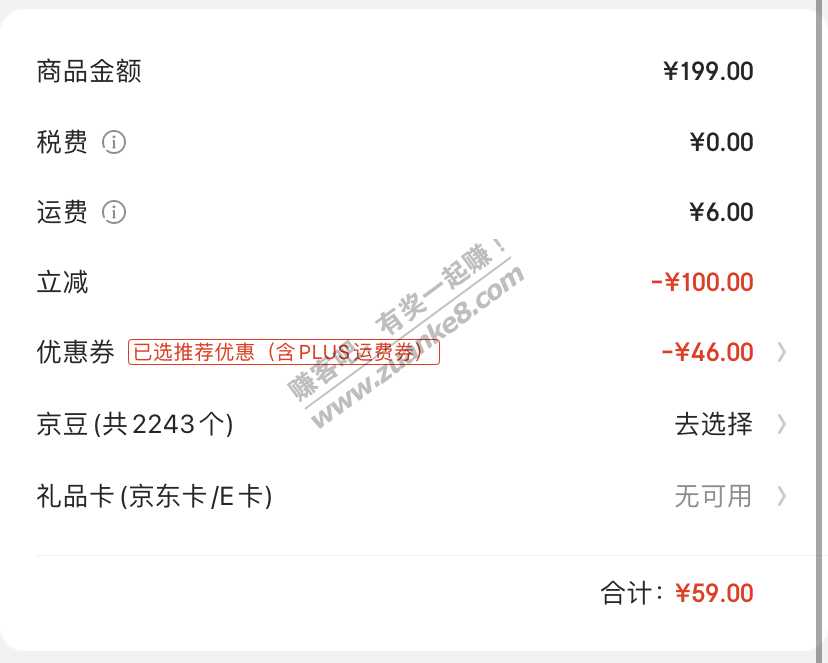 商品金额 ¥199.00
税费 ¥0.00
运费 ¥6.00
立减 -¥100.00
优惠券 已选推荐优惠（含PLUS运费券） -¥46.00
京豆(共2243个) 去选择
礼品卡(京东卡/E卡) 无可用
合计：¥59.00
赚客吧，有奖一起赚！
www.zuanke8.com